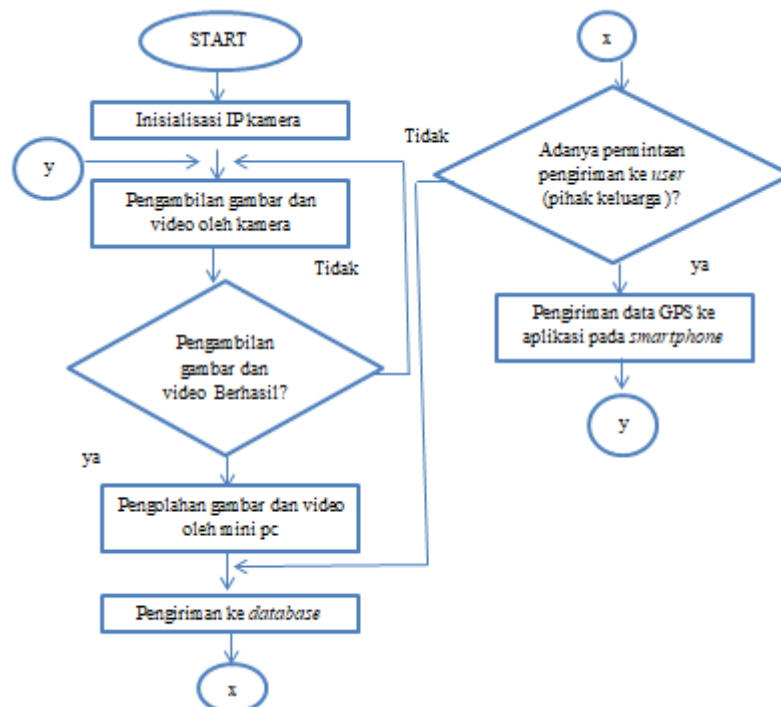 START
Inisialisasi IP kamera
y
Pengambilan gambar dan
video oleh kamera
Tidak
Pengambilan
gambar dan
video Berhasil?
ya
Pengolahan gambar dan video
oleh mini pc
Pengiriman ke database
x
x
Tidak
Adanya permintaan
pengiriman ke user
(pihak keluarga )?
ya
Pengiriman data GPS ke
aplikasi pada smartphone
y